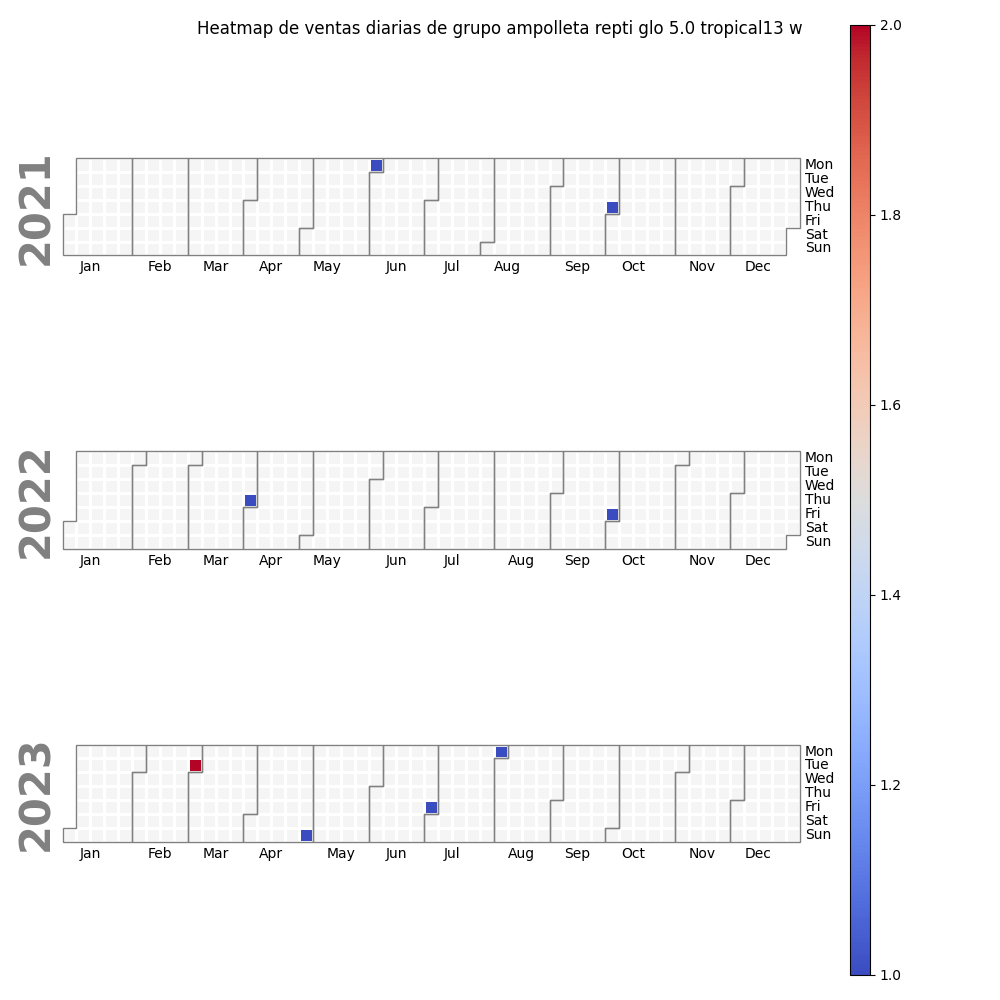 Heatmap de ventas diarias de grupo ampolleta repti glo 5.0 tropical13 w
2021
Mon
Tue
Wed
Thu
Fri
Sat
Sun
Jan Feb Mar Apr May Jun Jul Aug Sep Oct Nov Dec
2022
Mon
Tue
Wed
Thu
Fri
Sat
Sun
Jan Feb Mar Apr May Jun Jul Aug Sep Oct Nov Dec
2023
Mon
Tue
Wed
Thu
Fri
Sat
Sun
Jan Feb Mar Apr May Jun Jul Aug Sep Oct Nov Dec
2.0
1.8
1.6
1.4
1.2
1.0